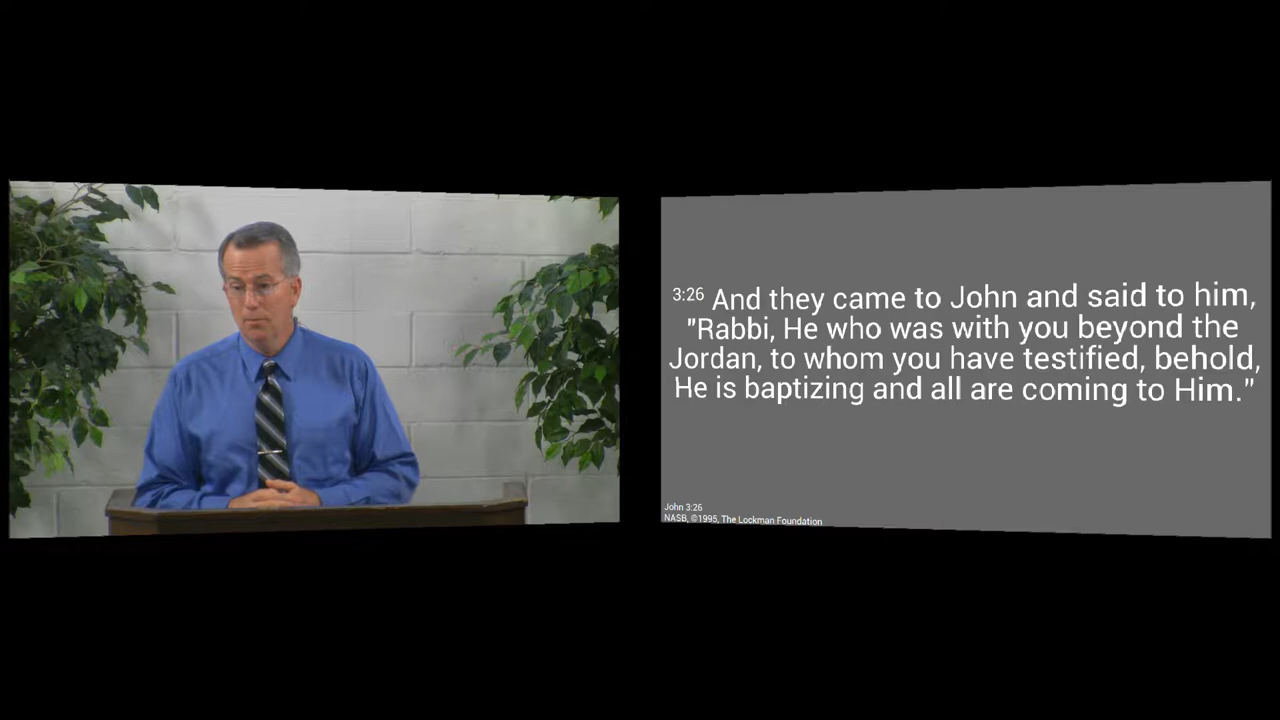 3:26 And they came to John and said to him,
"Rabbi, He who was with you beyond the
Jordan, to whom you have testified, behold,
He is baptizing and all are coming to Him."
John 3:26
NASB, ©1995, The Lockman Foundation